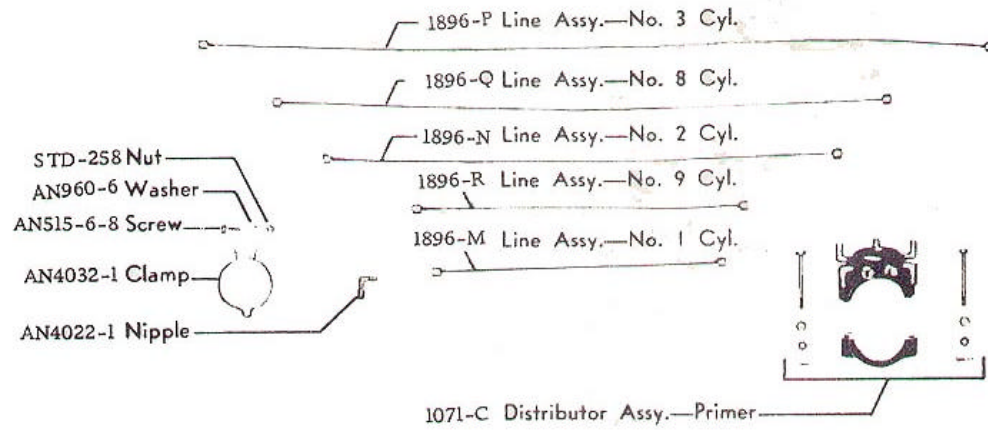 1896-P Line Assy.—No. 3 Cyl.
1896-Q Line Assy.—No. 8 Cyl.
1896-N Line Assy.—No. 2 Cyl.
1896-R Line Assy.—No. 9 Cyl.
1896-M Line Assy.—No. 1 Cyl.
STD-258 Nut
AN960-6 Washer
AN515-6-8 Screw
AN4032-1 Clamp
AN4022-1 Nipple
1071-C Distributor Assy.—Primer